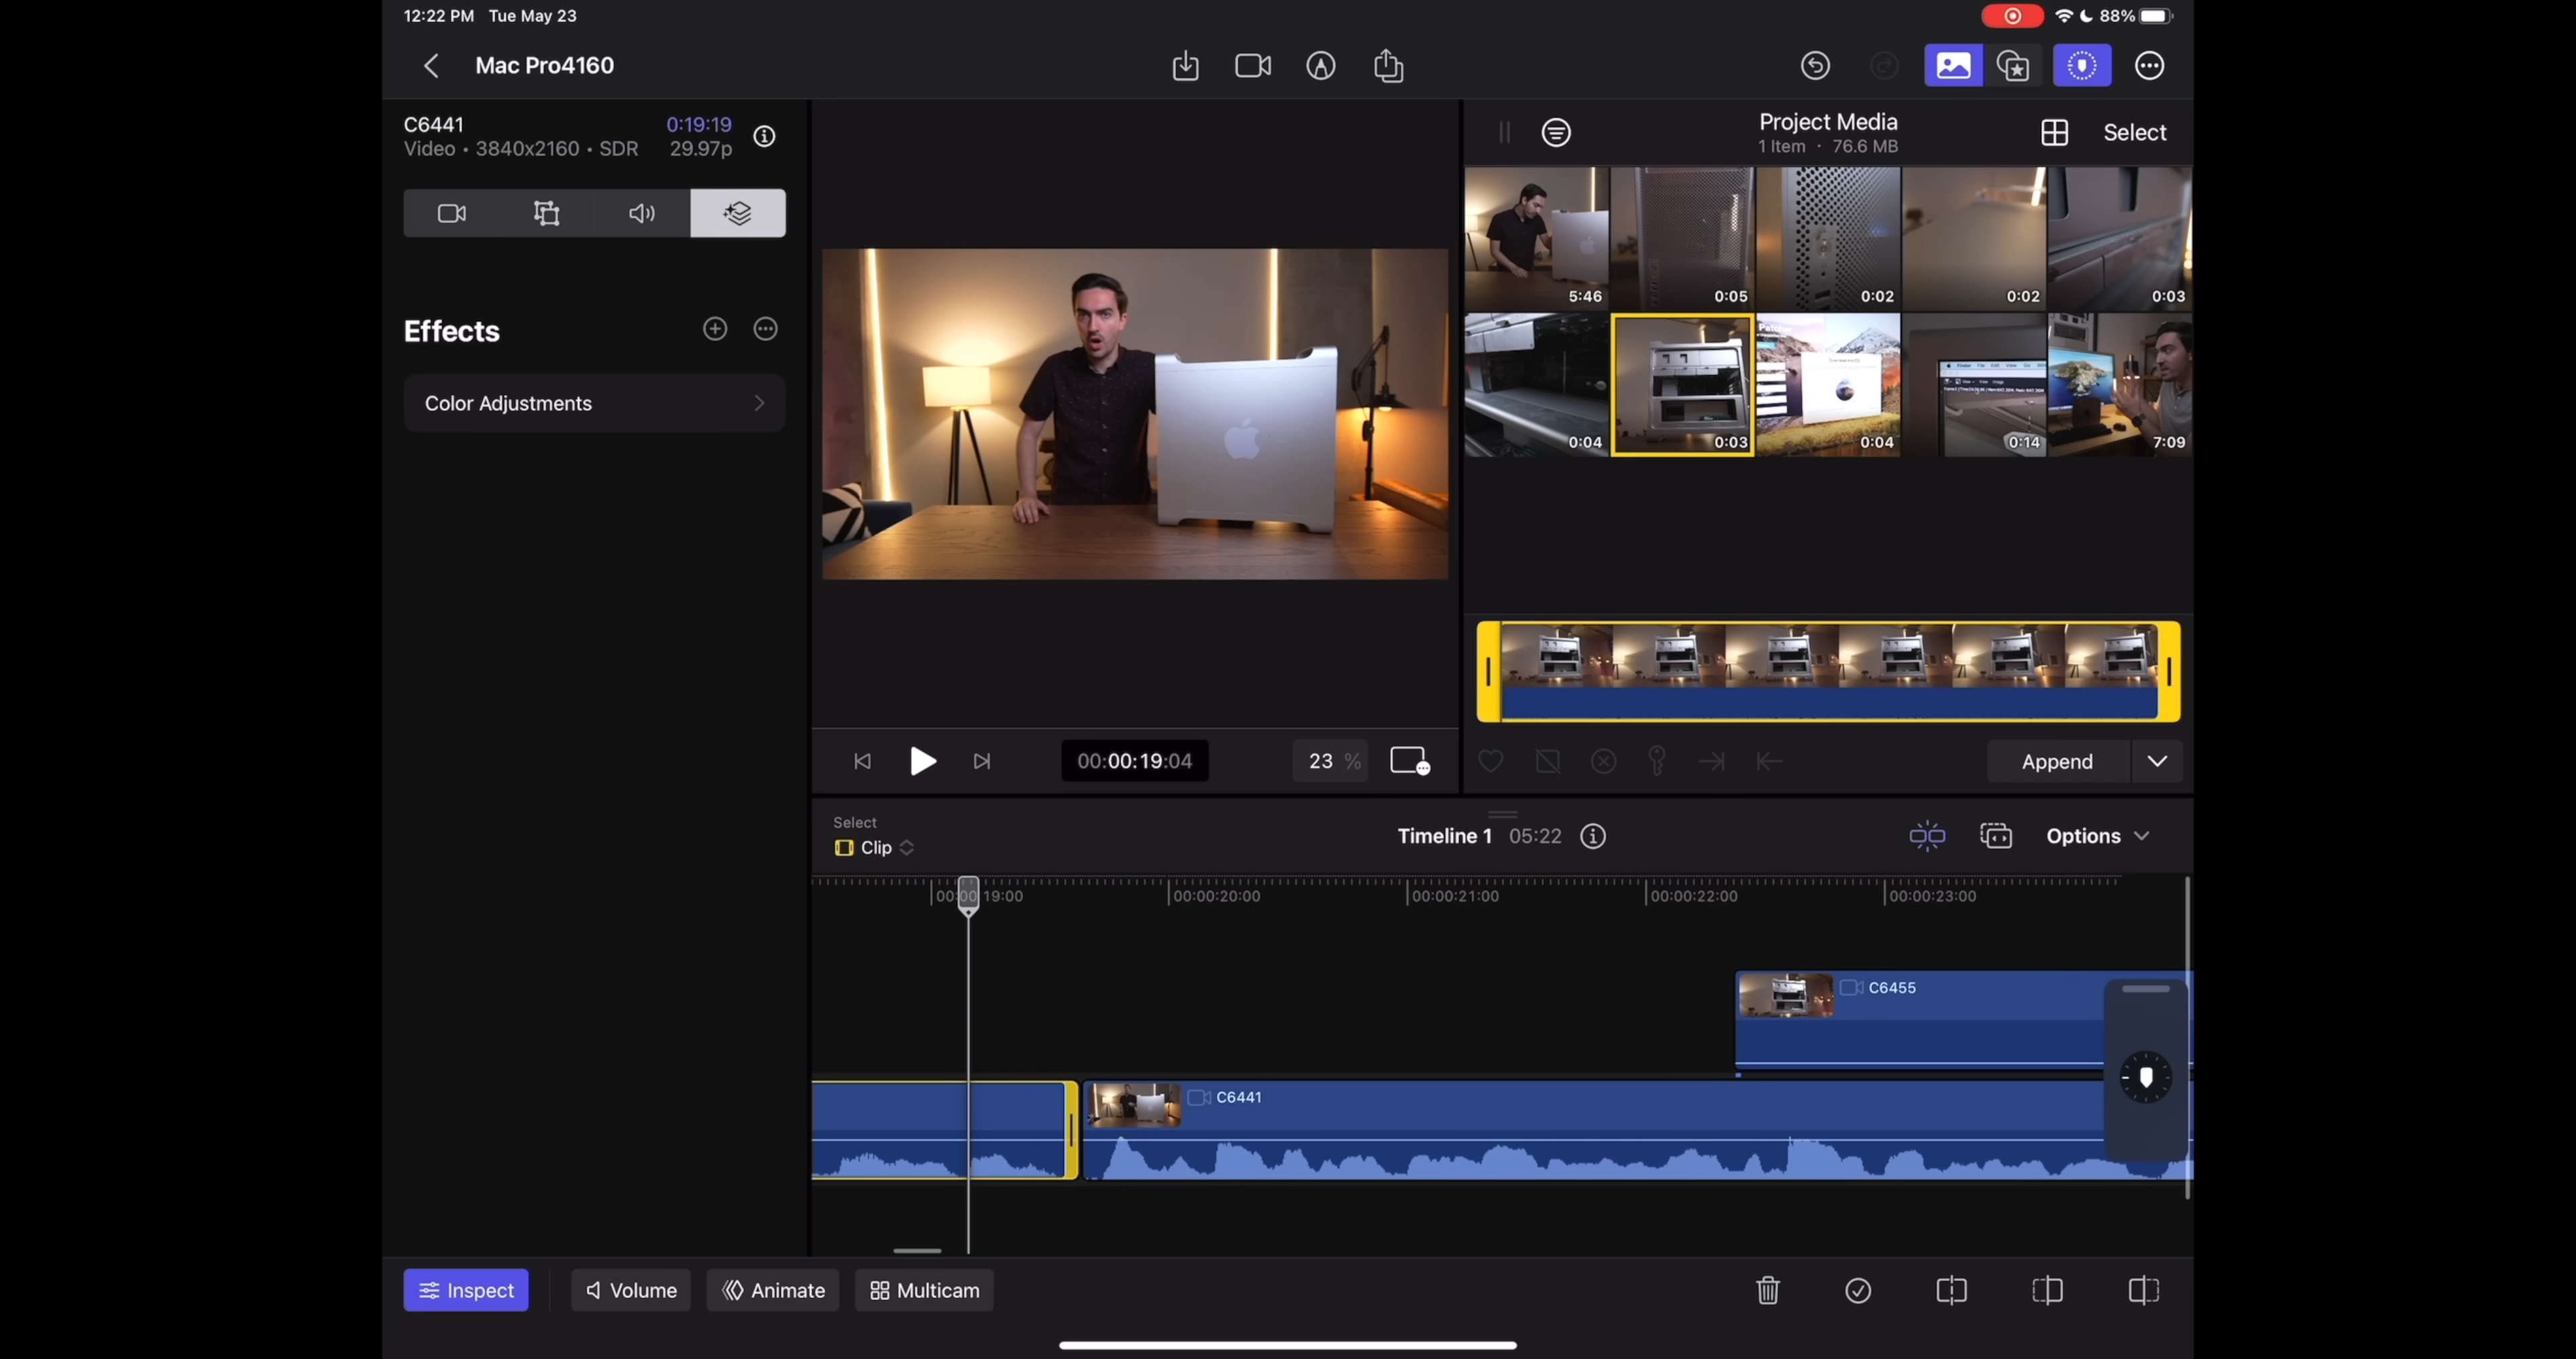 12:22 PM Tue May 23
88%
Mac Pro4160
C6441
0:19:19
Video • 3840x2160 • SDR
29.97p
Effects
Color Adjustments
Project Media
1 Item · 76.6 MB
Select
5:46
0:05
0:02
0:02
0:03
0:04
0:03
0:04
0:14
7:09
00:00:19:04
23 %
Append
Select
Clip
Timeline 1 05:22
Options
00:00:19:00
00:00:20:00
00:00:21:00
00:00:22:00
00:00:23:00
C6455
C6441
Inspect
Volume
Animate
Multicam